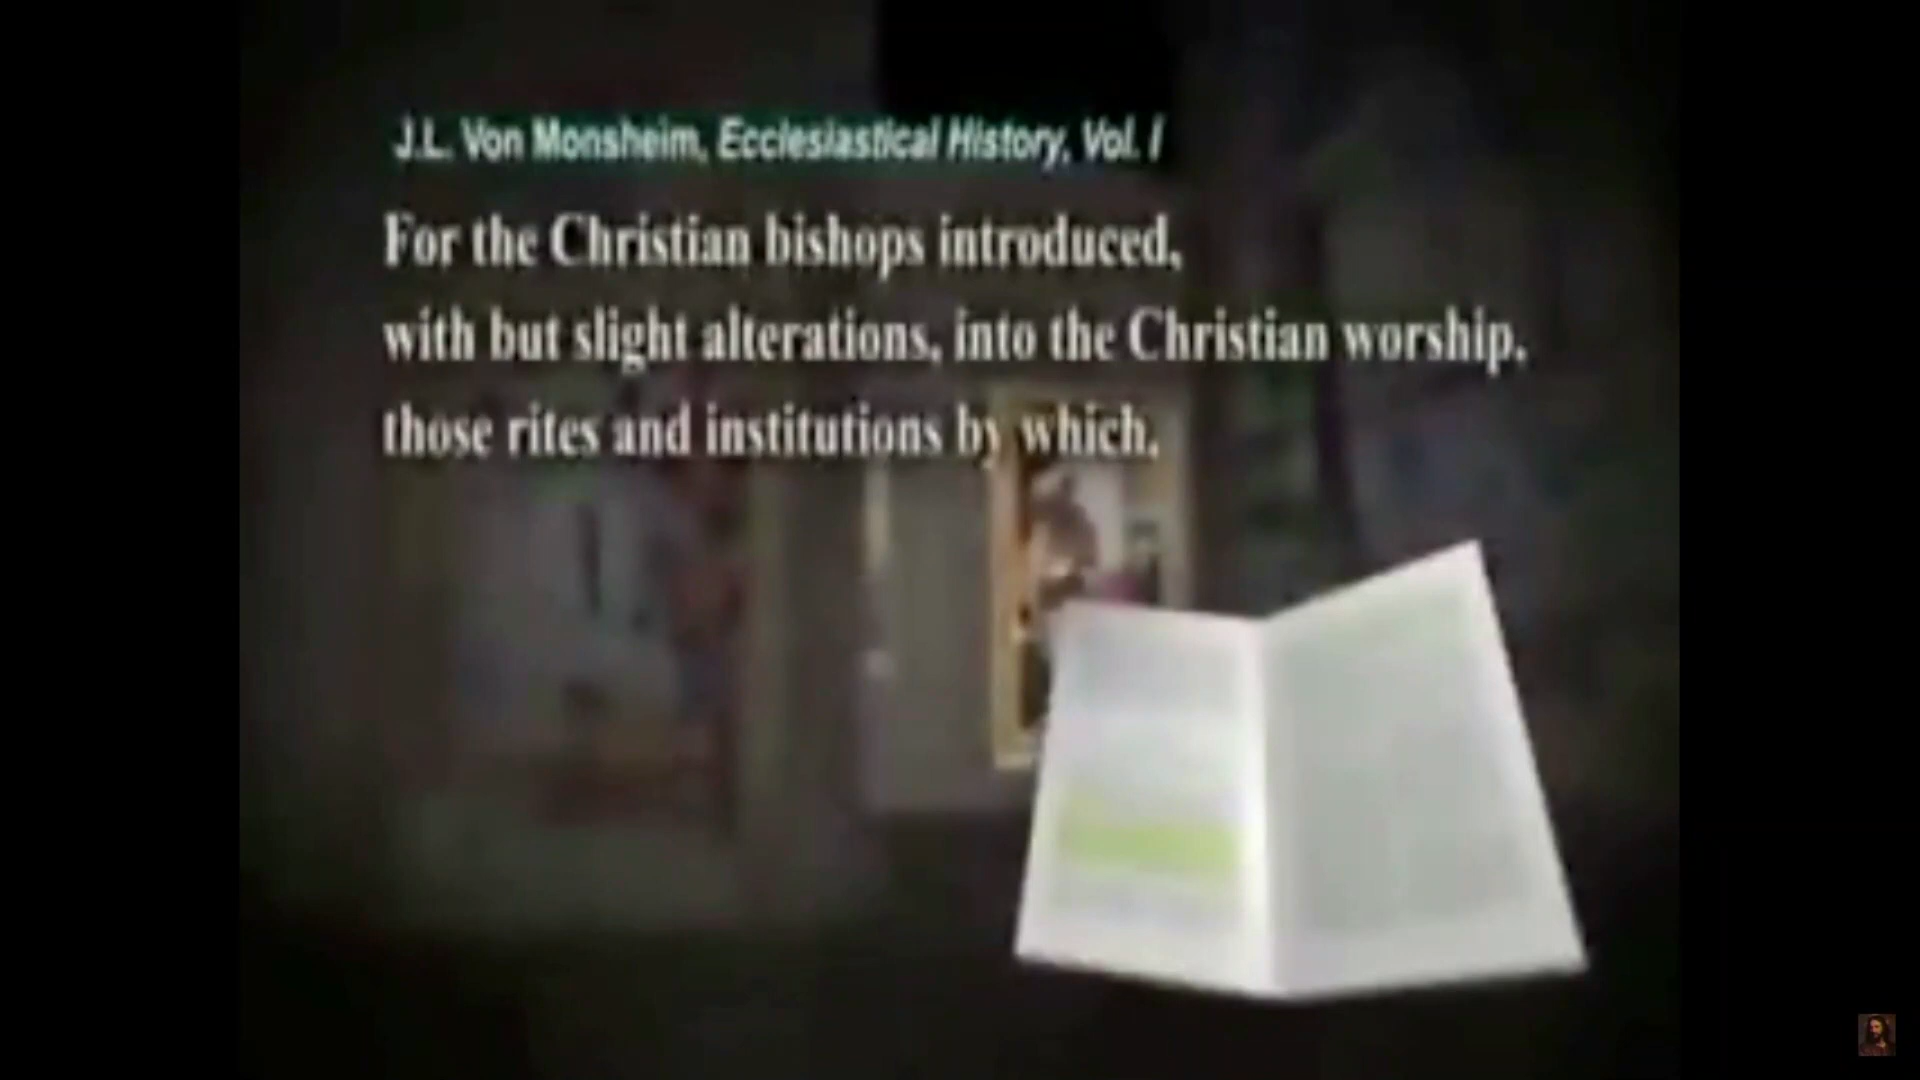 J.L. Von Monsheim, Ecclesiastical History, Vol. I
For the Christian bishops introduced,
with but slight alterations, into the Christian worship,
those rites and institutions by which,